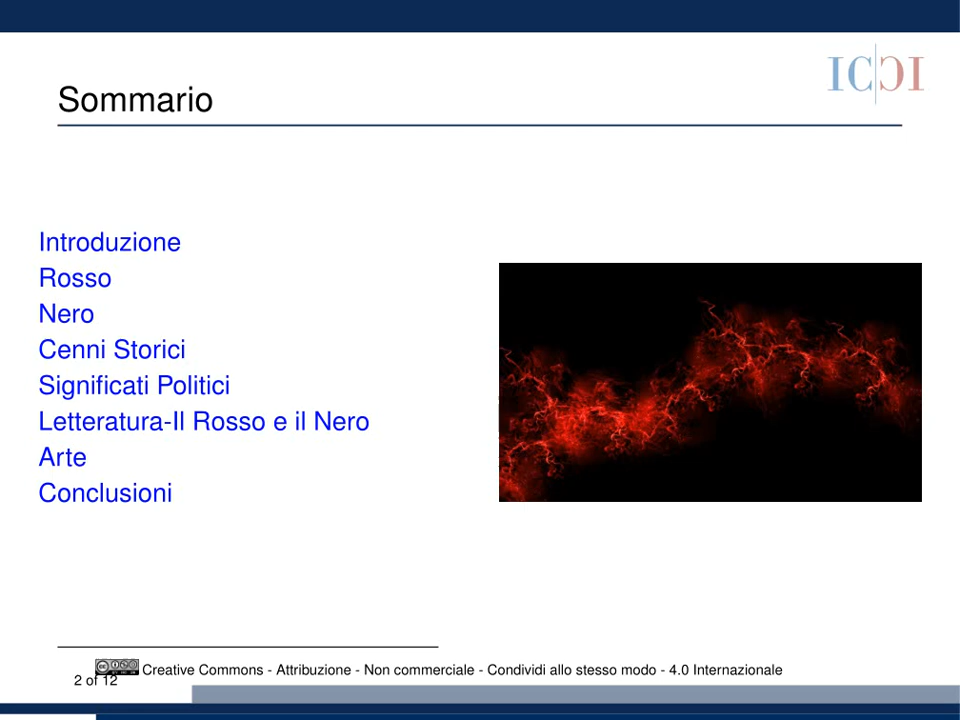 ICCI
Sommario
Introduzione
Rosso
Nero
Cenni Storici
Significati Politici
Letteratura-Il Rosso e il Nero
Arte
Conclusioni
Creative Commons - Attribuzione - Non commerciale - Condividi allo stesso modo - 4.0 Internazionale
2 of 12